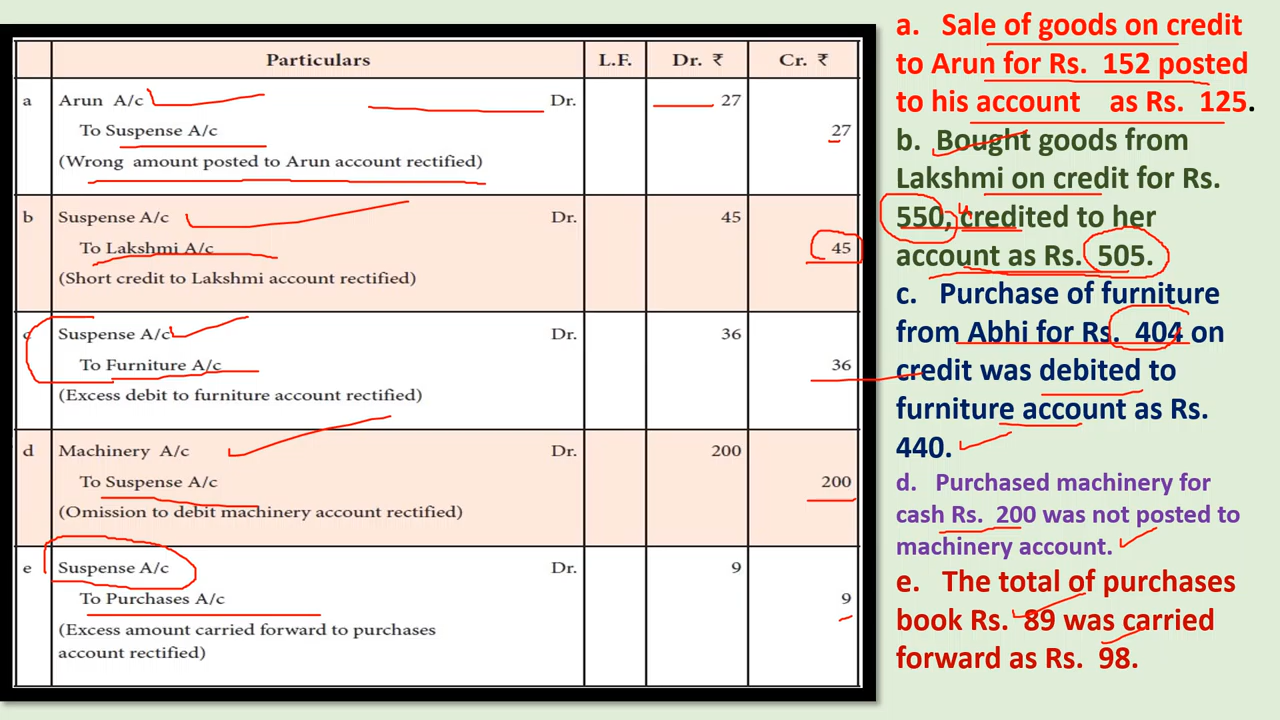 Particulars L.F. Dr. ₹ Cr. ₹
a Arun A/c Dr. 27
To Suspense A/c 27
(Wrong amount posted to Arun account rectified)
b Suspense A/c Dr. 45
To Lakshmi A/c 45
(Short credit to Lakshmi account rectified)
c Suspense A/c Dr. 36
To Furniture A/c 36
(Excess debit to furniture account rectified)
d Machinery A/c Dr. 200
To Suspense A/c 200
(Omission to debit machinery account rectified)
e Suspense A/c Dr. 9
To Purchases A/c 9
(Excess amount carried forward to purchases
account rectified)
a. Sale of goods on credit
to Arun for Rs. 152 posted
to his account as Rs. 125.
b. Bought goods from
Lakshmi on credit for Rs.
550, credited to her
account as Rs. 505.
c. Purchase of furniture
from Abhi for Rs. 404 on
credit was debited to
furniture account as Rs.
440.
d. Purchased machinery for
cash Rs. 200 was not posted to
machinery account.
e. The total of purchases
book Rs. 89 was carried
forward as Rs. 98.